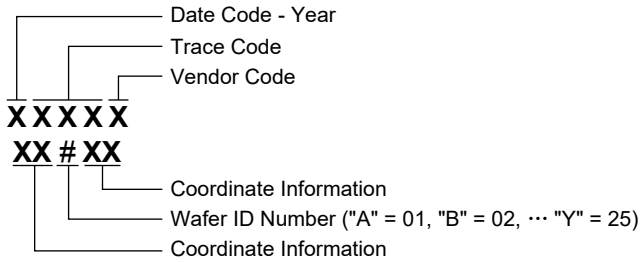 Date Code - Year
Trace Code
Vendor Code
X X X X X
XX # XX
Coordinate Information
Wafer ID Number ("A" = 01, "B" = 02, ··· "Y" = 25)
Coordinate Information